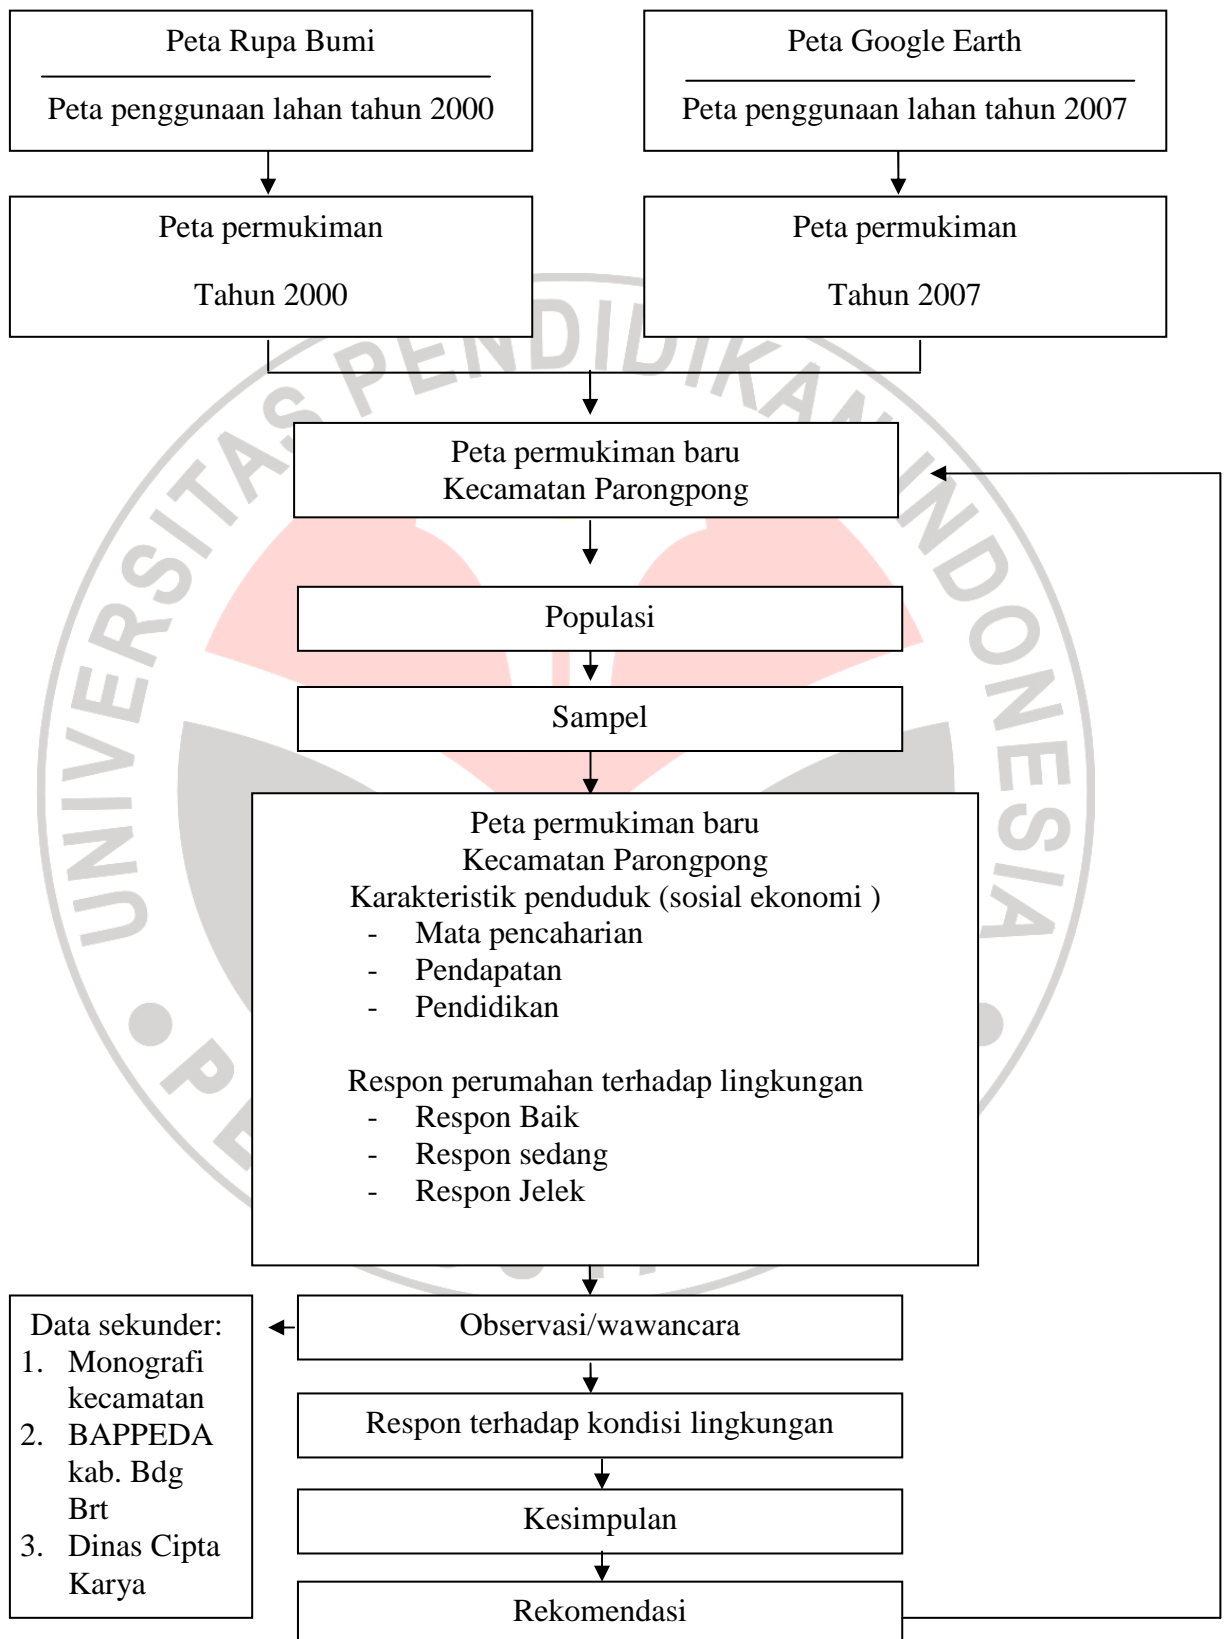 Peta Rupa Bumi
Peta penggunaan lahan tahun 2000
Peta Google Earth
Peta penggunaan lahan tahun 2007
Peta permukiman
Tahun 2000
Peta permukiman
Tahun 2007
UNIVERSITAS PENDIDIKAN INDONESIA
Peta permukiman baru
Kecamatan Parongpong
Populasi
Sampel
Peta permukiman baru
Kecamatan Parongpong
Karakteristik penduduk (sosial ekonomi )
- Mata pencaharian
- Pendapatan
- Pendidikan
Respon perumahan terhadap lingkungan
- Respon Baik
- Respon sedang
- Respon Jelek
Observasi/wawancara
Data sekunder:
1. Monografi
kecamatan
2. BAPPEDA
kab. Bdg
Brt
3. Dinas Cipta
Karya
Respon terhadap kondisi lingkungan
Kesimpulan
Rekomendasi